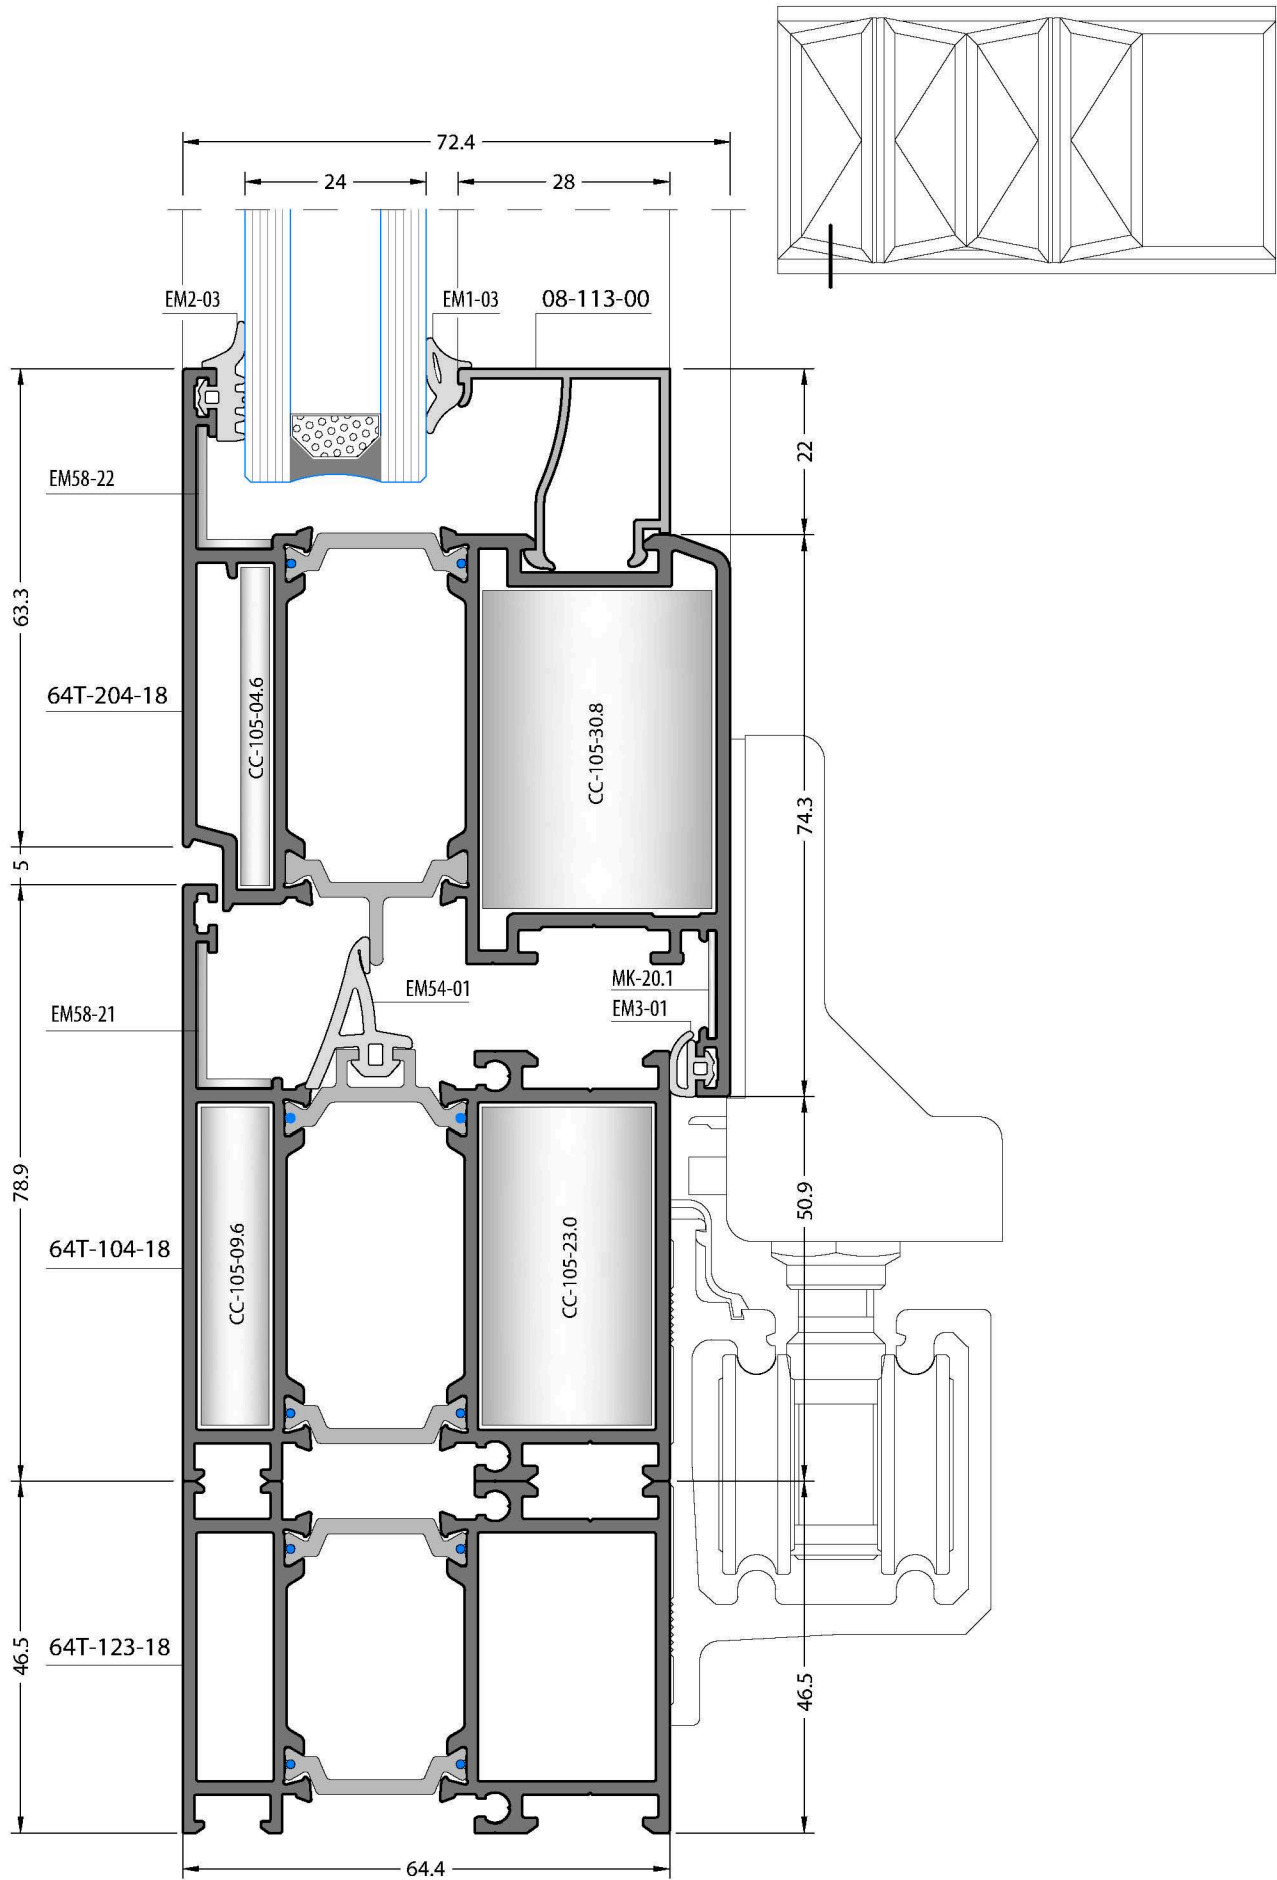 72.4
24
28
EM2-03
EM1-03
08-113-00
22
EM58-22
63.3
64T-204-18
CC-105-04.6
CC-105-30.8
74.3
5
MK-20.1
EM54-01
EM3-01
EM58-21
78.9
50.9
64T-104-18
CC-105-09.6
CC-105-23.0
64T-123-18
46.5
46.5
64.4